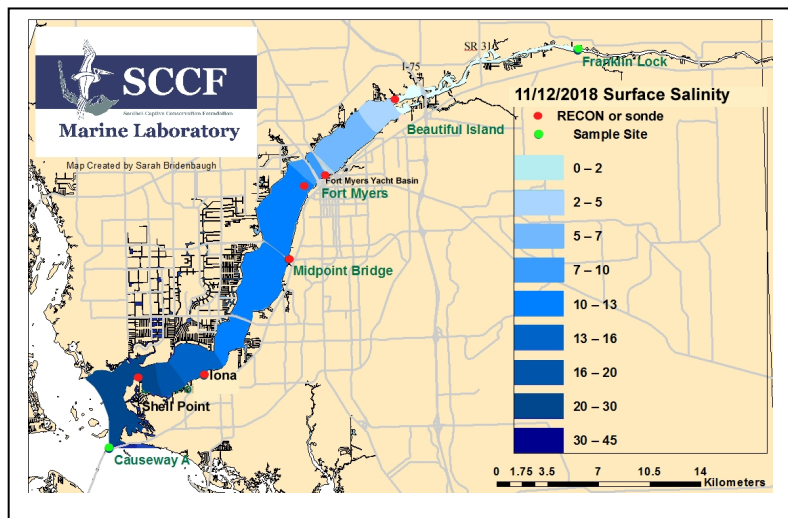 SCCF
Sanibel Captiva Conservation Foundation
Marine Laboratory
Map Created by Sarah Bridenbaugh
SR 31
I-75
Franklin Lock
11/12/2018 Surface Salinity
RECON or sonde
Sample Site
Beautiful Island
Fort Myers Yacht Basin
Fort Myers
Midpoint Bridge
Iona
Shell Point
Causeway A
0 – 2
2 – 5
5 – 7
7 – 10
10 – 13
13 – 16
16 – 20
20 – 30
30 – 45
0 1.75 3.5 7 10.5 14
Kilometers